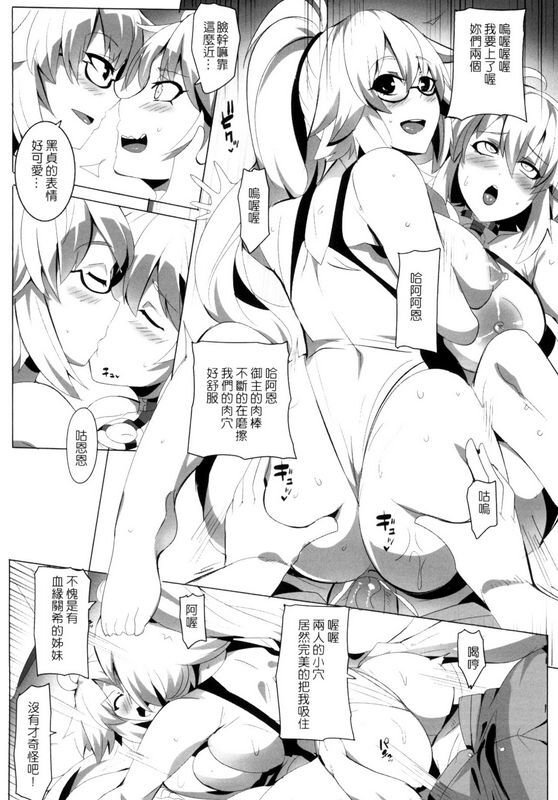 嗚喔喔喔
我要上了喔
妳們兩個
嗚喔喔
哈阿阿恩
哈阿恩
御主的肉棒
不斷的在磨擦
我們的肉穴
好舒服
咕嗚
臉幹嘛靠
這麼近…
黑貞的表情
好可愛…
咕恩恩
喝哼
喔喔
兩人的小穴
居然完美的把我吸住
阿喔
不愧是有
血緣關希的姊妹
沒有才奇怪吧！